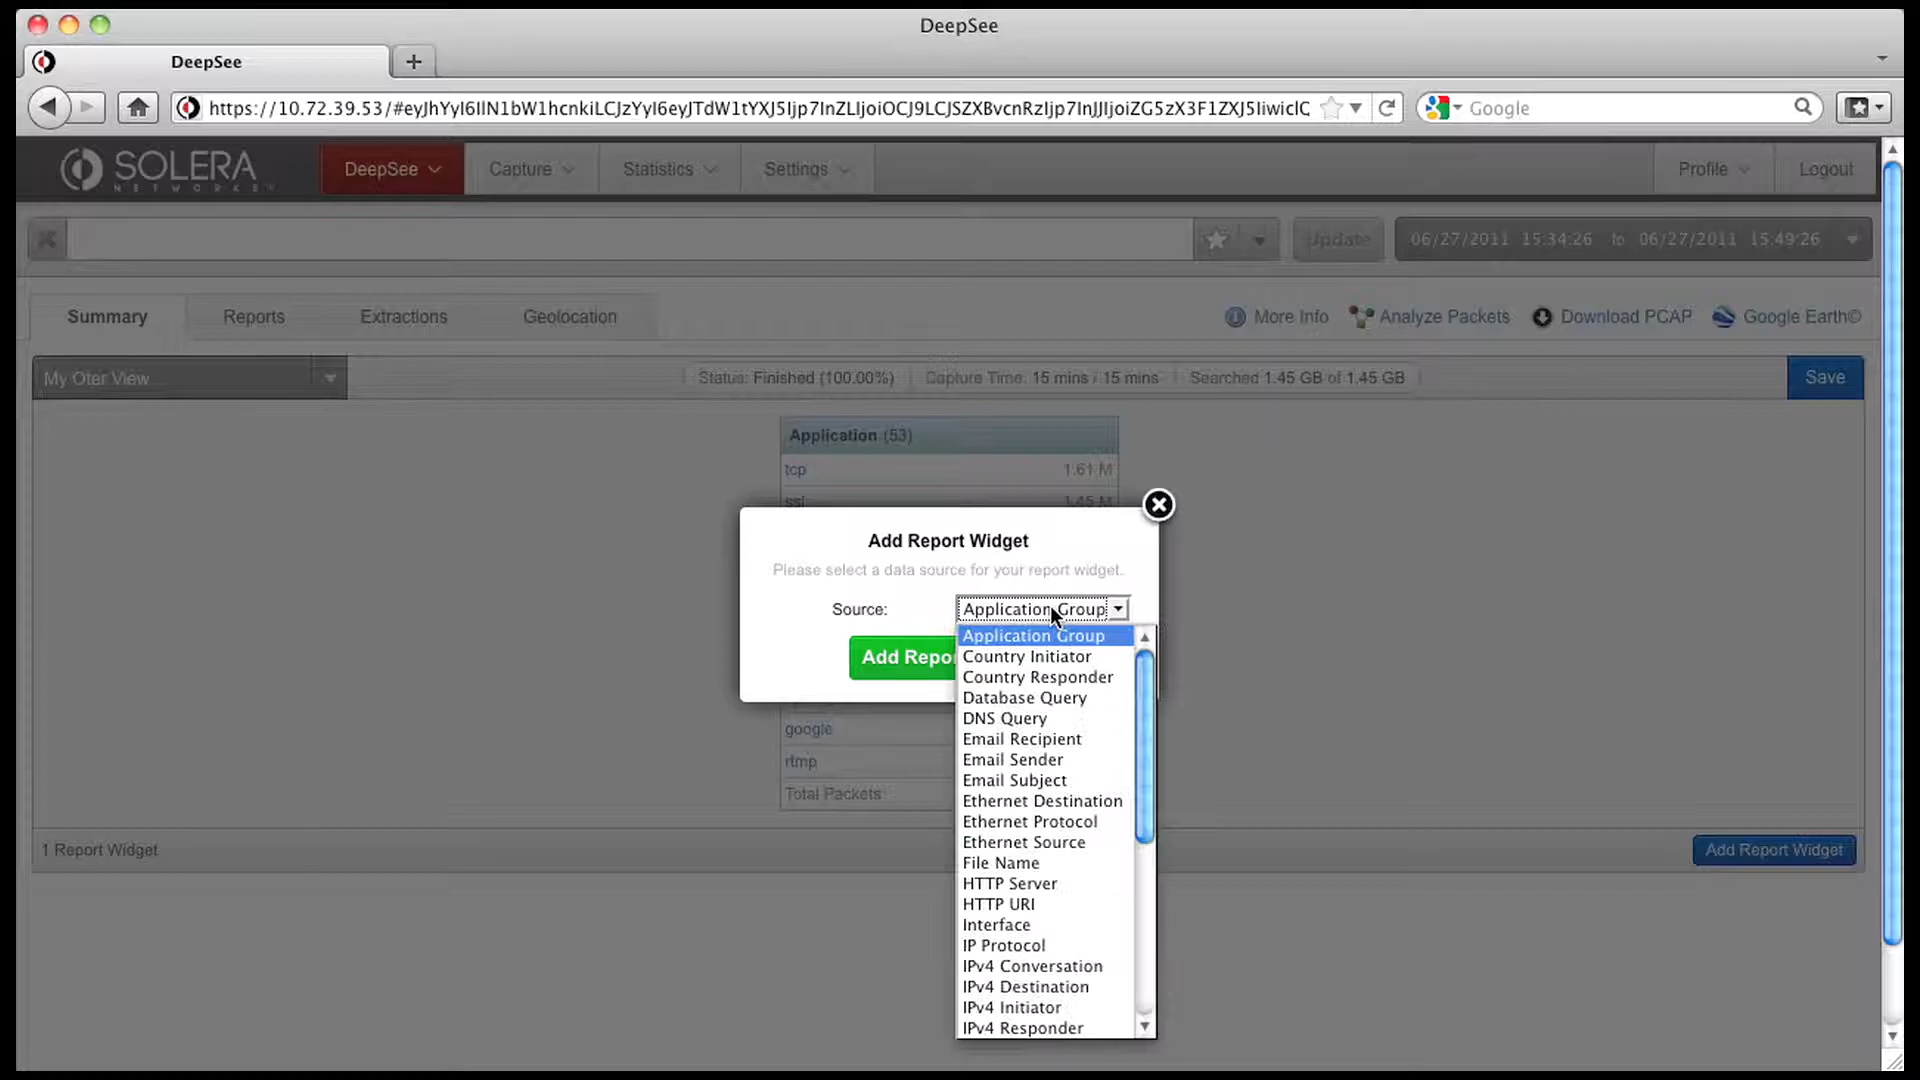 DeepSee
DeepSee
https://10.72.39.53/#eyJhYyI6IlN1bW1hcnkiLCJzYyI6eyJTdW1tYXJ5Ijp7InZLIjoiOCJ9LCJSZXBvcnRzIjp7InJJIjoiZG5zX3F1ZXJ5IiwiclQ
Google
SOLERA
NETWORKS
DeepSee
Capture
Statistics
Settings
Profile
Logout
Update
06/27/2011 15:34:26 to 06/27/2011 15:49:26
Summary
Reports
Extractions
Geolocation
More Info
Analyze Packets
Download PCAP
Google Earth©
My Oter View
Status: Finished (100.00%)
Capture Time: 15 mins / 15 mins
Searched 1.45 GB of 1.45 GB
Save
Application (53)
tcp 1.61 M
ssl 1.45 M
Add Report Widget
Please select a data source for your report widget.
Source:
Application Group
Add Repo
Application Group
Country Initiator
Country Responder
Database Query
DNS Query
Email Recipient
Email Sender
Email Subject
Ethernet Destination
Ethernet Protocol
Ethernet Source
File Name
HTTP Server
HTTP URI
Interface
IP Protocol
IPv4 Conversation
IPv4 Destination
IPv4 Initiator
IPv4 Responder
google
rtmp
Total Packets
1 Report Widget
Add Report Widget